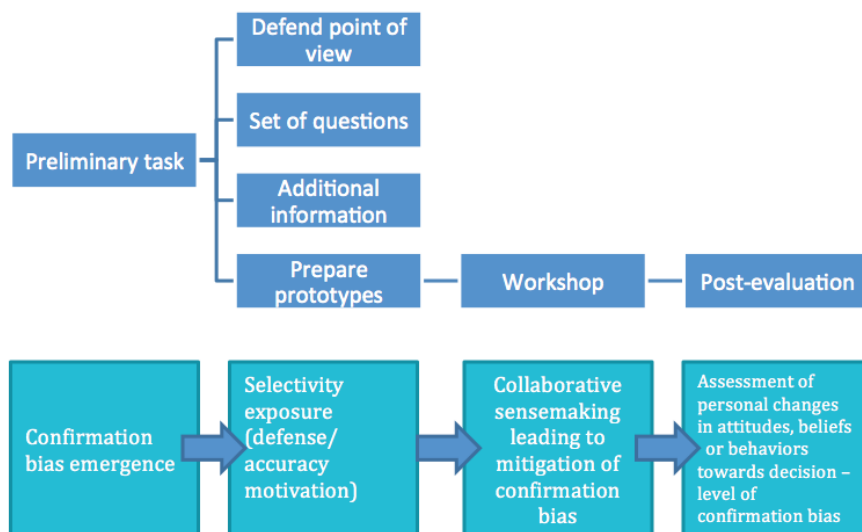 Defend point of
view
Set of questions
Preliminary task
Additional
information
Prepare
prototypes
Workshop
Post-evaluation
Confirmation
bias emergence
Selectivity
exposure
(defense/
accuracy
motivation)
Collaborative
sensemaking
leading to
mitigation of
confirmation
bias
Assessment of
personal changes
in attitudes, beliefs
or behaviors
towards decision –
level of
confirmation bias